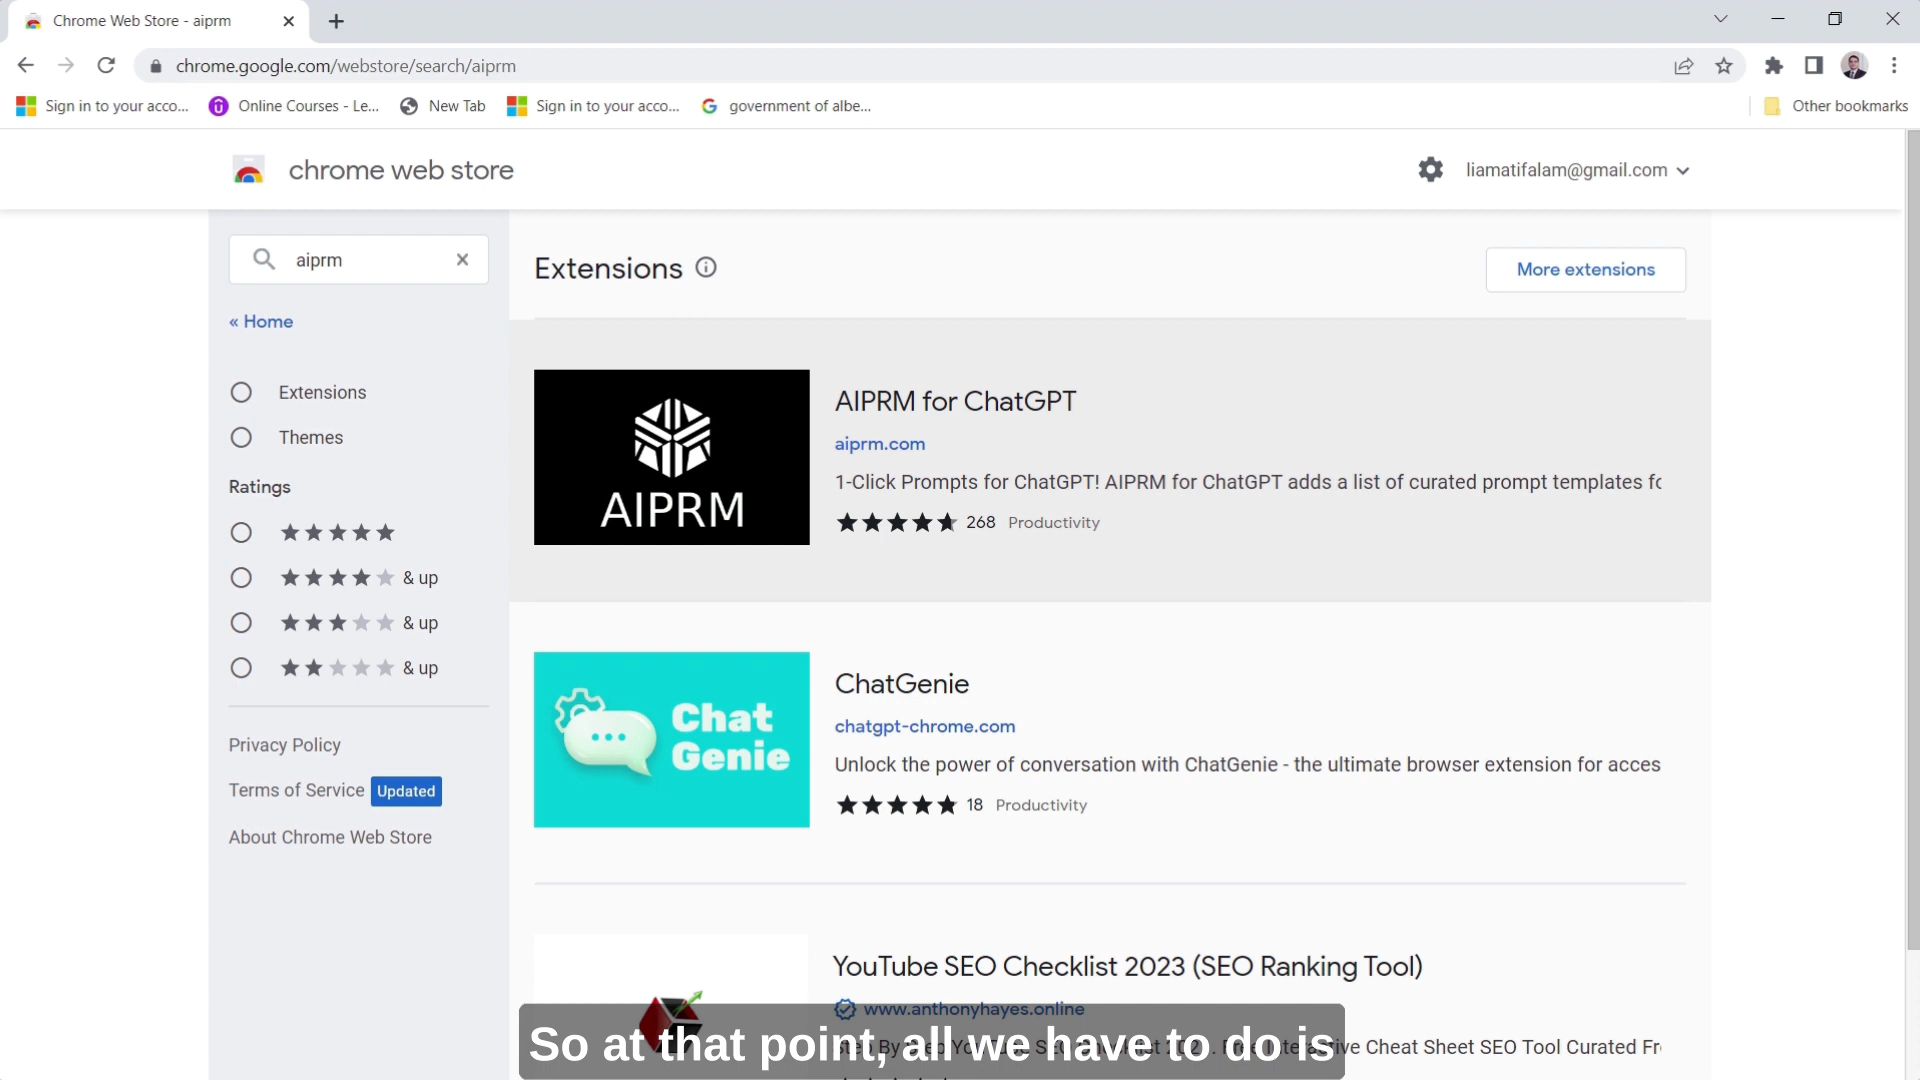 Chrome Web Store - aiprm
chrome.google.com/webstore/search/aiprm
Sign in to your acco... Online Courses - Le... New Tab Sign in to your acco... government of albe... Other bookmarks
chrome web store
liamatifalam@gmail.com
aiprm
« Home
Extensions
Themes
Ratings
& up
& up
& up
Privacy Policy
Terms of Service Updated
About Chrome Web Store
Extensions
More extensions
AIPRM
AIPRM for ChatGPT
aiprm.com
1-Click Prompts for ChatGPT! AIPRM for ChatGPT adds a list of curated prompt templates fo
268 Productivity
Chat
Genie
ChatGenie
chatgpt-chrome.com
Unlock the power of conversation with ChatGenie - the ultimate browser extension for acces
18 Productivity
YouTube SEO Checklist 2023 (SEO Ranking Tool)
www.anthonyhayes.online
Cheat Sheet SEO Tool Curated Fr
So at that point, all we have to do is